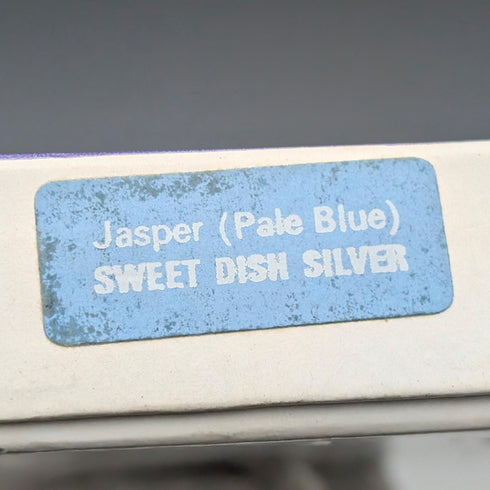 Jasper (Pale Blue)
SWEET DISH SILVER